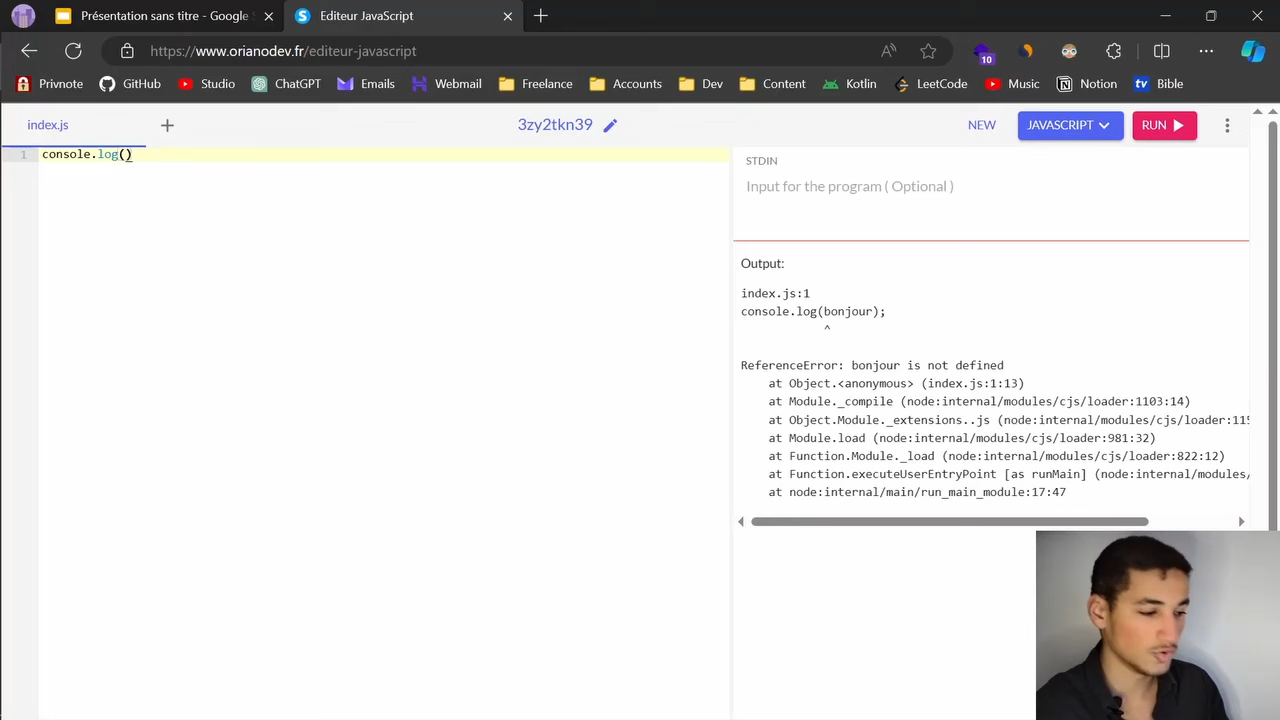 Présentation sans titre - Google S
Editeur JavaScript
https://www.orianodev.fr/editeur-javascript
10
Privnote GitHub Studio ChatGPT Emails Webmail Freelance Accounts Dev Content Kotlin LeetCode Music Notion tv Bible
index.js
3zy2tkn39
NEW
JAVASCRIPT
RUN
1 console.log()
STDIN
Input for the program ( Optional )
Output:
index.js:1
console.log(bonjour);
^
ReferenceError: bonjour is not defined
at Object.<anonymous> (index.js:1:13)
at Module._compile (node:internal/modules/cjs/loader:1103:14)
at Object.Module._extensions..js (node:internal/modules/cjs/loader:115
at Module.load (node:internal/modules/cjs/loader:981:32)
at Function.Module._load (node:internal/modules/cjs/loader:822:12)
at Function.executeUserEntryPoint [as runMain] (node:internal/modules/
at node:internal/main/run_main_module:17:47